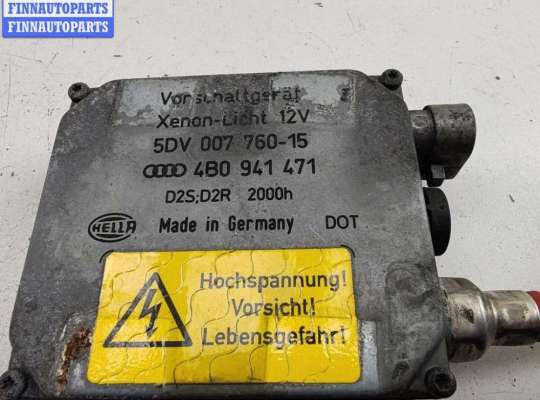 FINNAUTOPARTS
FINNAUTOPARTS
Vorschaltgerät
Xenon-Licht 12V
5DV 007 760-15
4B0 941 471
D2S;D2R 2000h
HELLA Made in Germany DOT
Hochspannung!
Vorsicht!
Lebensgefahr!